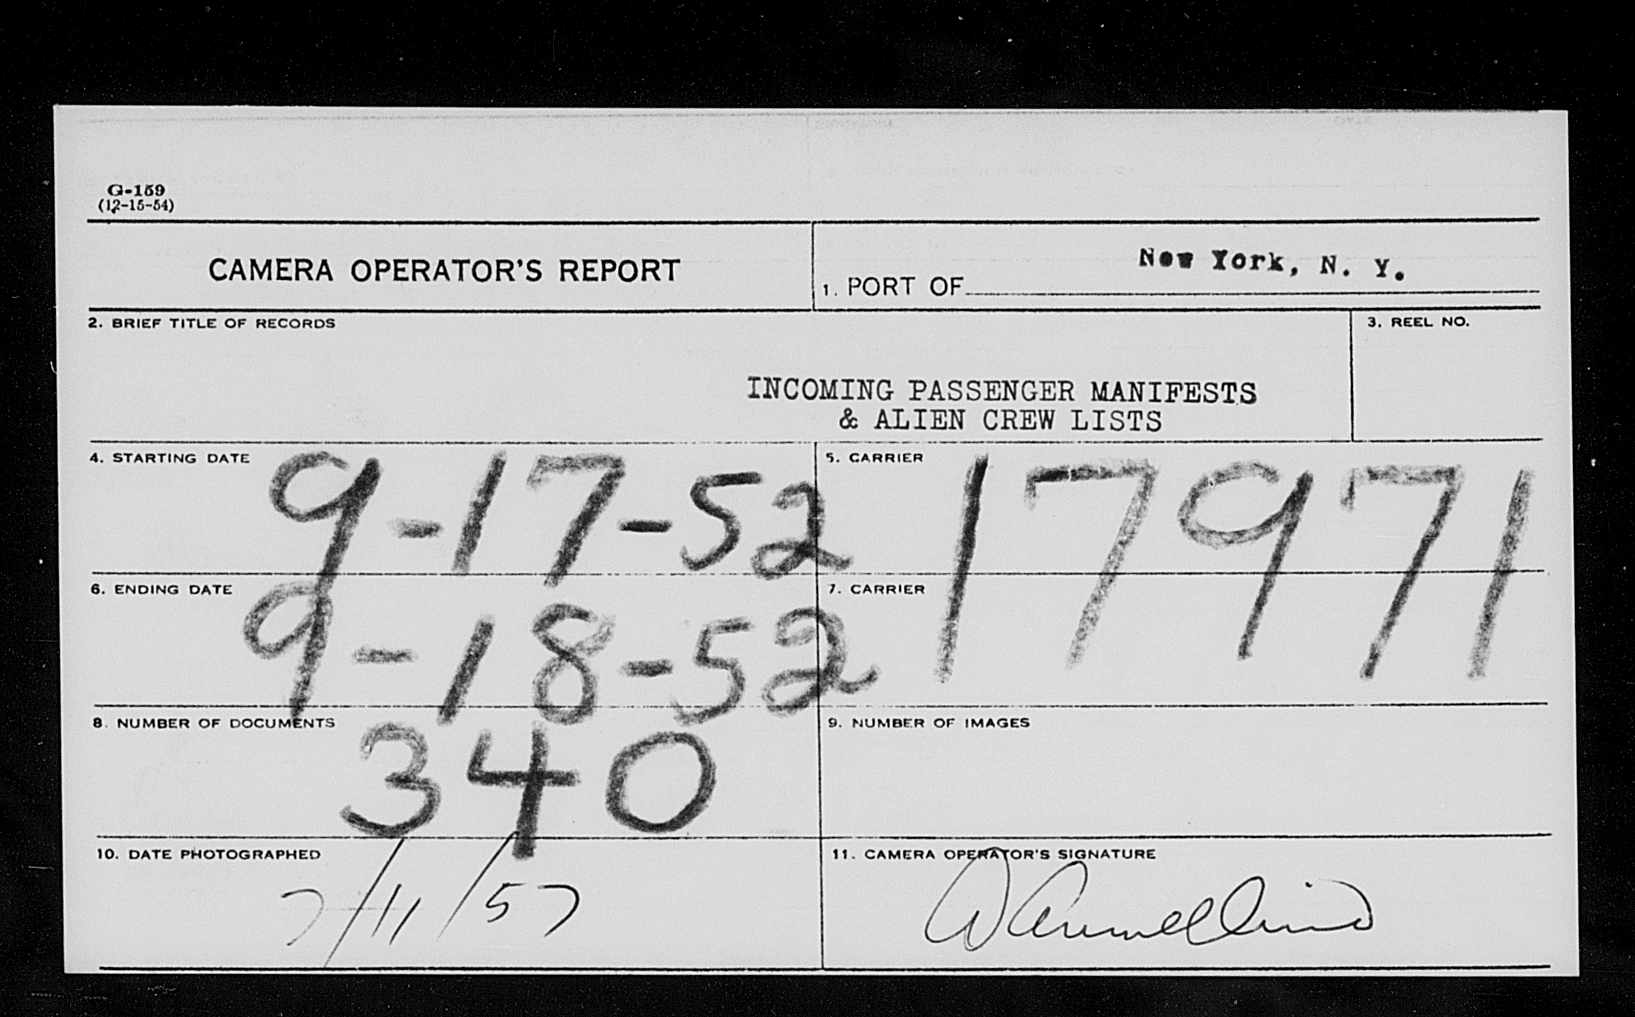 G-159
(12-15-54)
CAMERA OPERATOR'S REPORT
1. PORT OF New York, N. Y.
2. BRIEF TITLE OF RECORDS
3. REEL NO.
INCOMING PASSENGER MANIFESTS
& ALIEN CREW LISTS
4. STARTING DATE 9-17-52
5. CARRIER 17971
6. ENDING DATE 9-18-52
7. CARRIER
8. NUMBER OF DOCUMENTS 340
9. NUMBER OF IMAGES
10. DATE PHOTOGRAPHED 7/11/57
11. CAMERA OPERATOR'S SIGNATURE